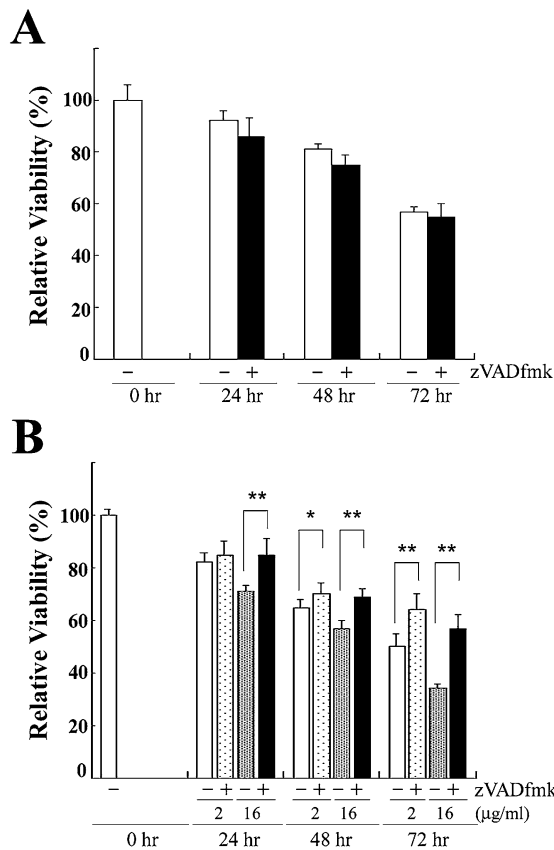 A
Relative Viability (%)
100
80
60
40
20
0
− − + − + − + zVADfmk
0 hr 24 hr 48 hr 72 hr
B
Relative Viability (%)
** * ** ** **
100
80
60
40
20
0
− − + − + − + − + − + − + zVADfmk
2 16 2 16 2 16 (μg/ml)
0 hr 24 hr 48 hr 72 hr